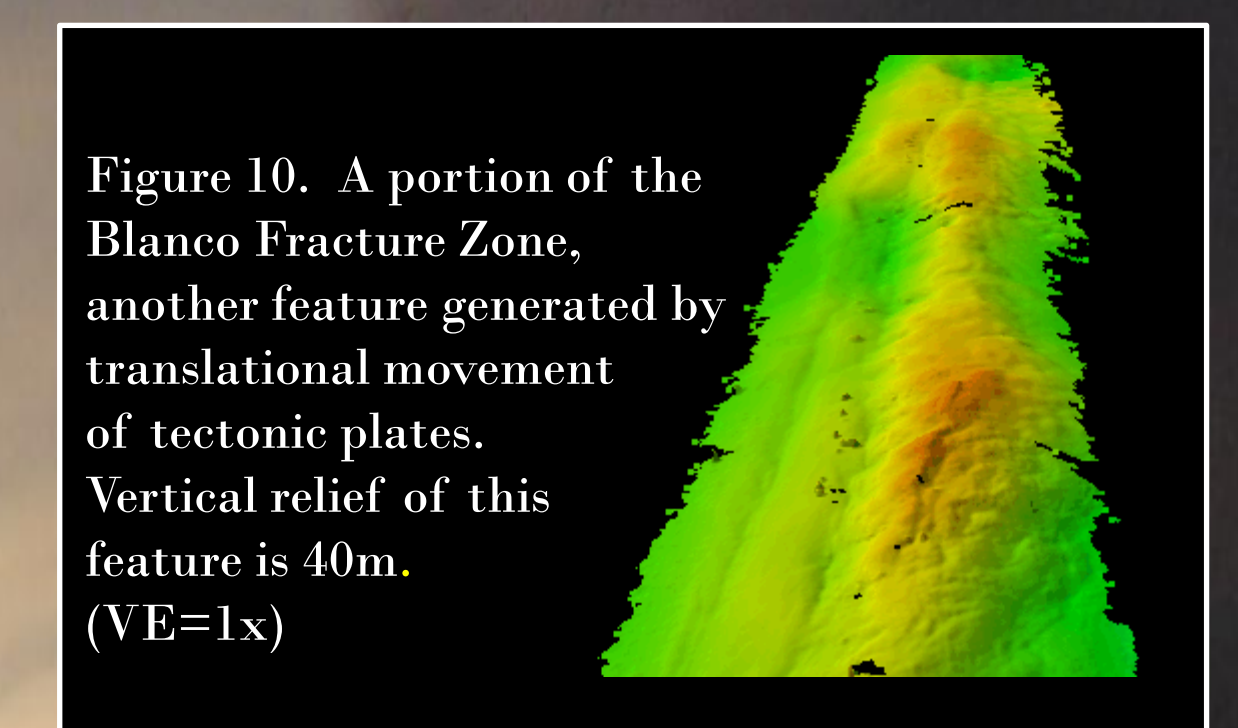 Figure 10. A portion of the
Blanco Fracture Zone,
another feature generated by
translational movement
of tectonic plates.
Vertical relief of this
feature is 40m.
(VE=1x)